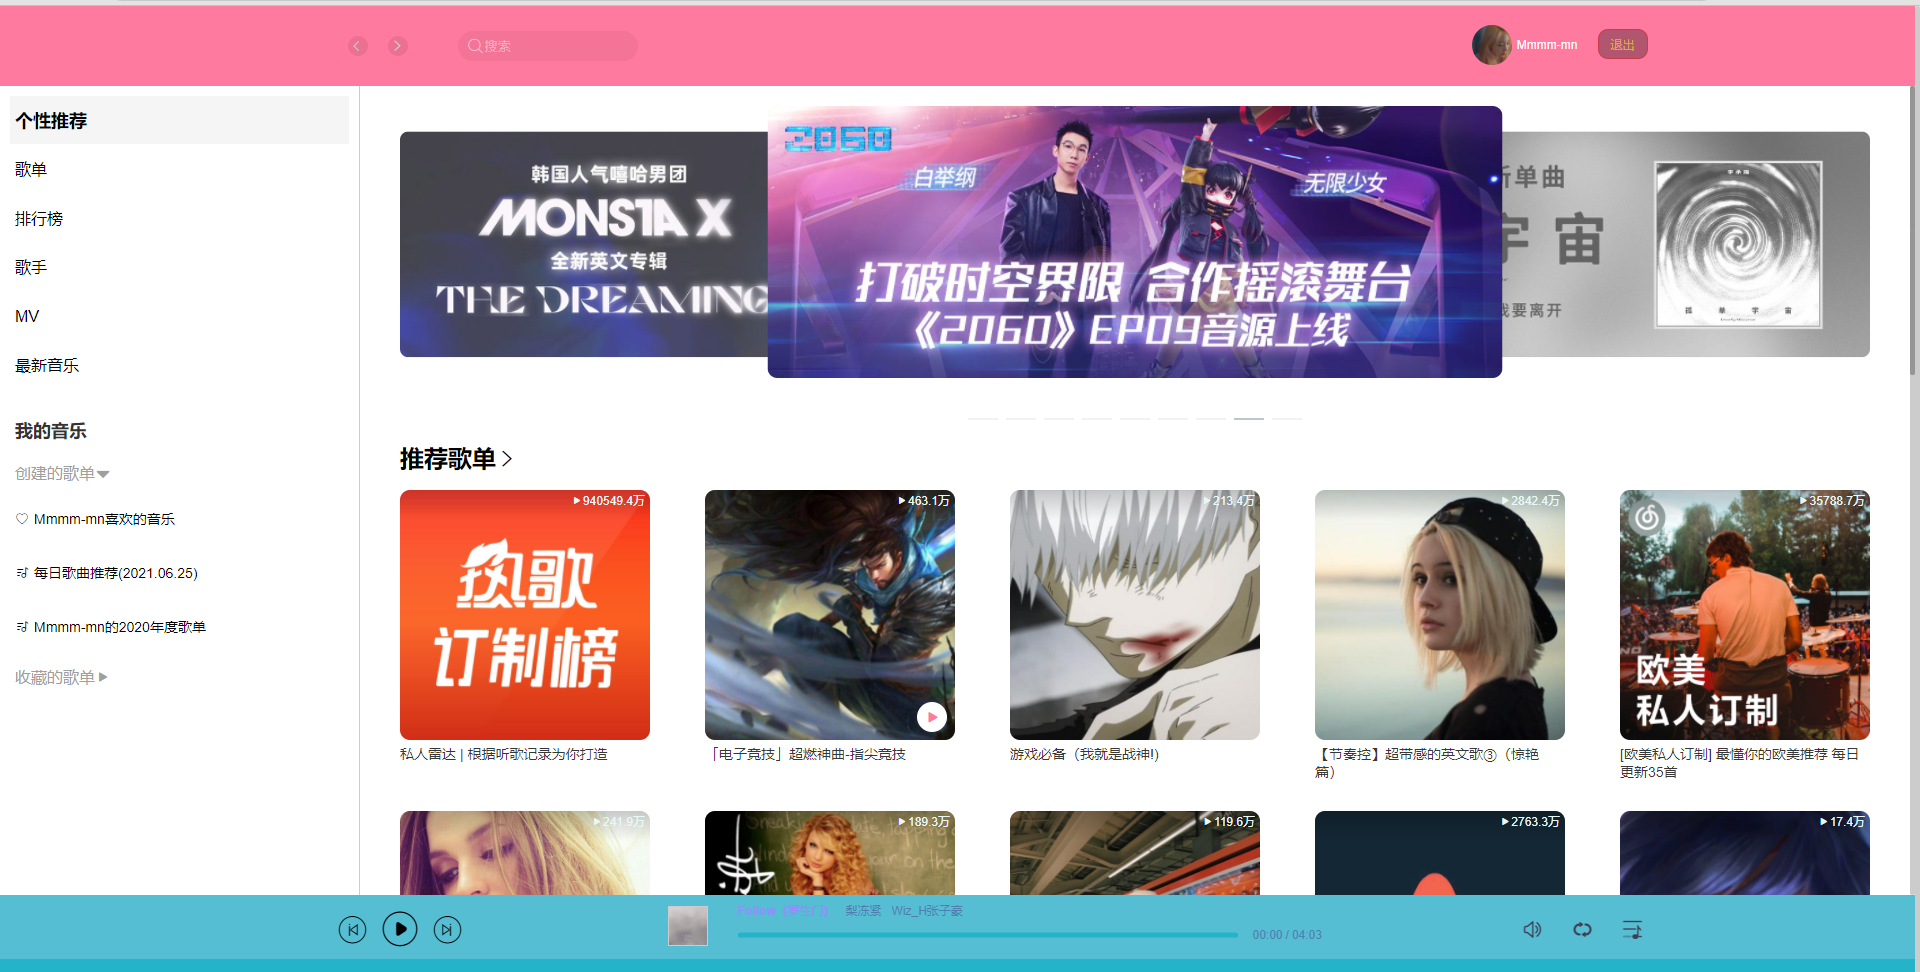 搜索
Mmmm-mn
退出
个性推荐
歌单
排行榜
歌手
MV
最新音乐
我的音乐
创建的歌单
Mmmm-mn喜欢的音乐
每日歌曲推荐(2021.06.25)
Mmmm-mn的2020年度歌单
收藏的歌单
韩国人气嘻哈男团
MONSTA X
全新英文专辑
THE DREAMING
2060
白举纲
无限少女
打破时空界限 合作摇滚舞台
《2060》EP09音源上线
新单曲
宇宙
我要离开
孤单宇宙
推荐歌单
940549.4万
热歌
订制榜
私人雷达 | 根据听歌记录为你打造
463.1万
「电子竞技」超燃神曲-指尖竞技
213.4万
游戏必备（我就是战神!）
2842.4万
【节奏控】超带感的英文歌③（惊艳
篇）
35788.7万
欧美
私人订制
[欧美私人订制] 最懂你的欧美推荐 每日
更新35首
241.9万
189.3万
119.6万
2763.3万
17.4万
梨冻紧 Wiz_H张子豪
00:00 / 04:03